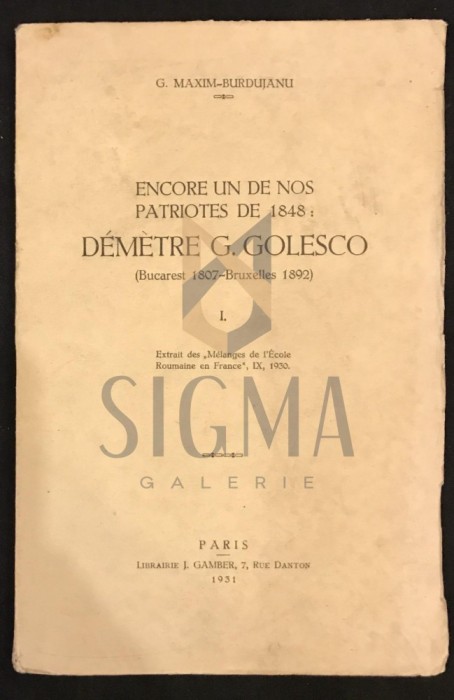 G. MAXIM–BURDUJANU
ENCORE UN DE NOS
PATRIOTES DE 1848 :
DÉMÈTRE G. GOLESCO
(Bucarest 1807–Bruxelles 1892)
I.
Extrait des „Mélanges de l'École
Roumaine en France", IX, 1930.
SIGMA
GALERIE
PARIS
LIBRAIRIE J. GAMBER, 7, RUE DANTON
1931